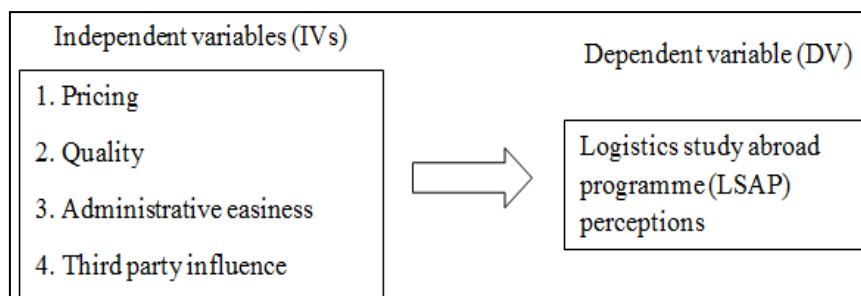 Independent variables (IVs)
1. Pricing
2. Quality
3. Administrative easiness
4. Third party influence
Dependent variable (DV)
Logistics study abroad
programme (LSAP)
perceptions